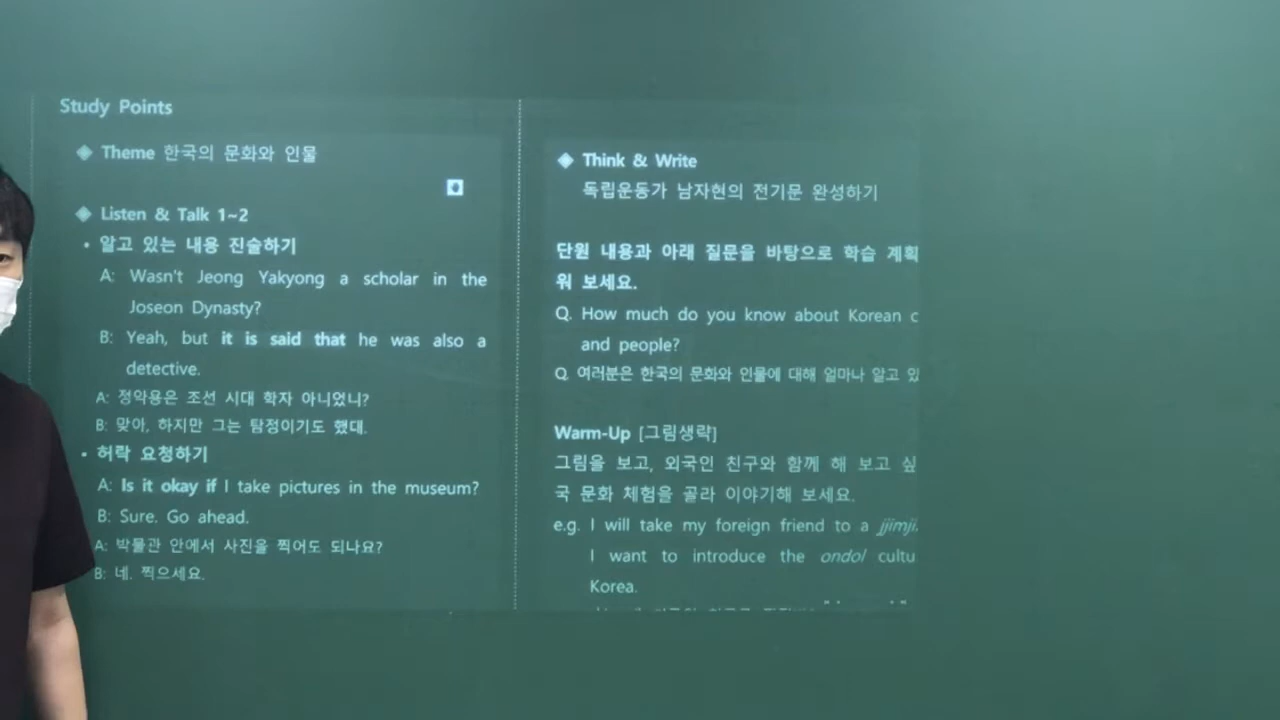 Study Points
◆ Theme 한국의 문화와 인물
◆ Listen & Talk 1~2
• 알고 있는 내용 진술하기
A: Wasn't Jeong Yakyong a scholar in the
Joseon Dynasty?
B: Yeah, but it is said that he was also a
detective.
A: 정약용은 조선 시대 학자 아니었니?
B: 맞아, 하지만 그는 탐정이기도 했대.
• 허락 요청하기
A: Is it okay if I take pictures in the museum?
B: Sure. Go ahead.
A: 박물관 안에서 사진을 찍어도 되나요?
B: 네. 찍으세요.
◆ Think & Write
독립운동가 남자현의 전기문 완성하기
단원 내용과 아래 질문을 바탕으로 학습 계획
워 보세요.
Q. How much do you know about Korean c
and people?
Q. 여러분은 한국의 문화와 인물에 대해 얼마나 알고 있
Warm-Up [그림생략]
그림을 보고, 외국인 친구와 함께 해 보고 싶
국 문화 체험을 골라 이야기해 보세요.
e.g. I will take my foreign friend to a jjimji
I want to introduce the ondol cultu
Korea.